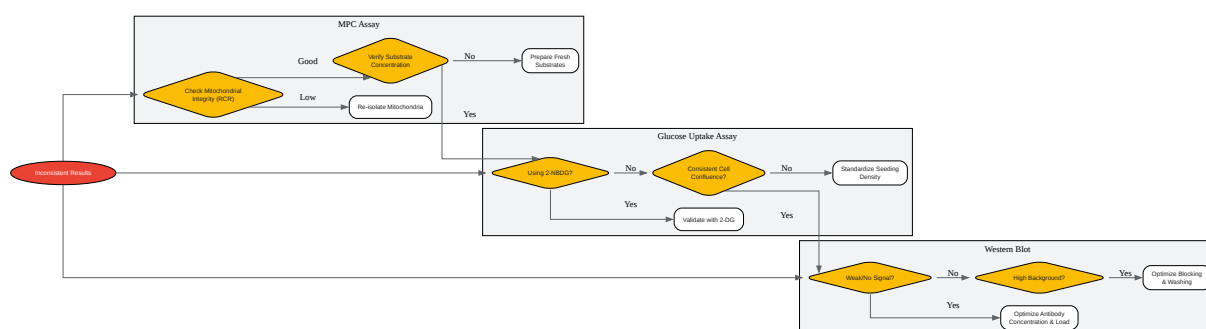 MPC Assay
Verify Substrate
Concentration
No
Prepare Fresh
Substrates
Good
Check Mitochondrial
Integrity (RCR)
Low
Re-isolate Mitochondria
Yes
Glucose Uptake Assay
Inconsistent Results
Using 2-NBDG?
No
Consistent Cell
Confluence?
No
Standardize Seeding
Density
Yes
Validate with 2-DG
Yes
Western Blot
Weak/No Signal?
No
High Background?
Yes
Optimize Blocking
& Washing
Yes
Optimize Antibody
Concentration & Load